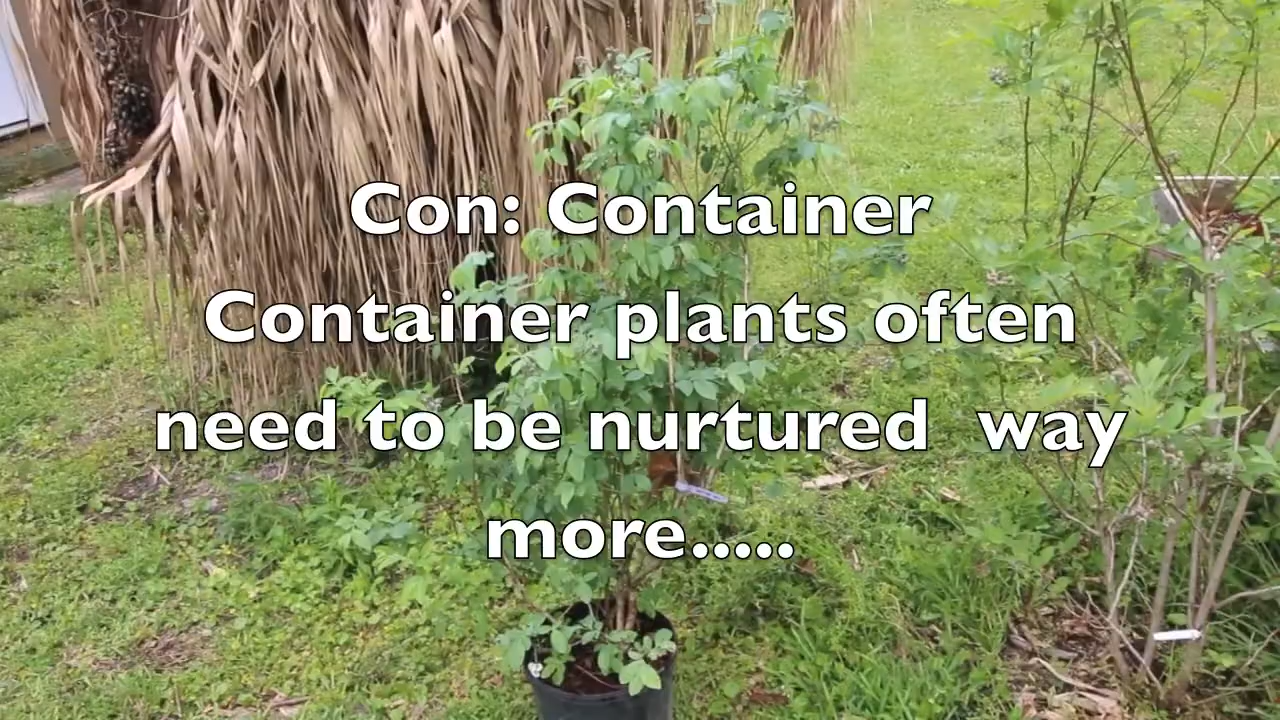 Con: Container
Container plants often
need to be nurtured  way
more.....